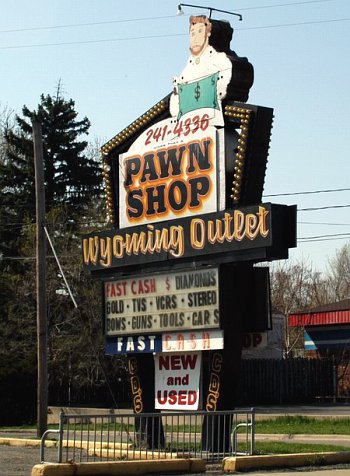 $
241-4336
PAWN
SHOP
Wyoming Outlet
FAST CASH $ DIAMONDS
GOLD · TVS · VCRS · STEREO
BOWS · GUNS · TOOLS · CARS
FAST CASH
NEW
and
USED